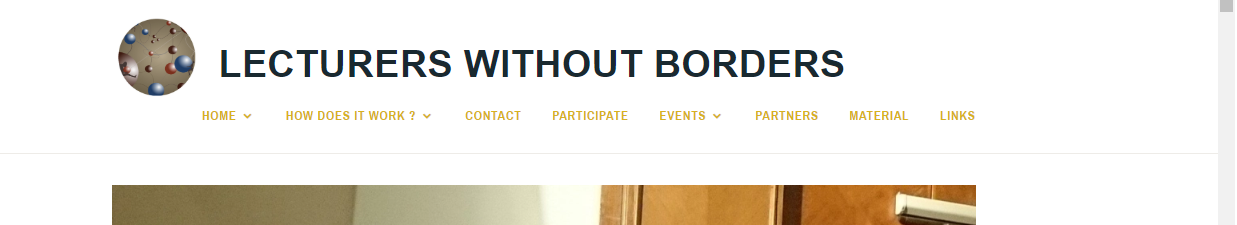 LECTURERS WITHOUT BORDERS
HOME HOW DOES IT WORK ? CONTACT PARTICIPATE EVENTS PARTNERS MATERIAL LINKS